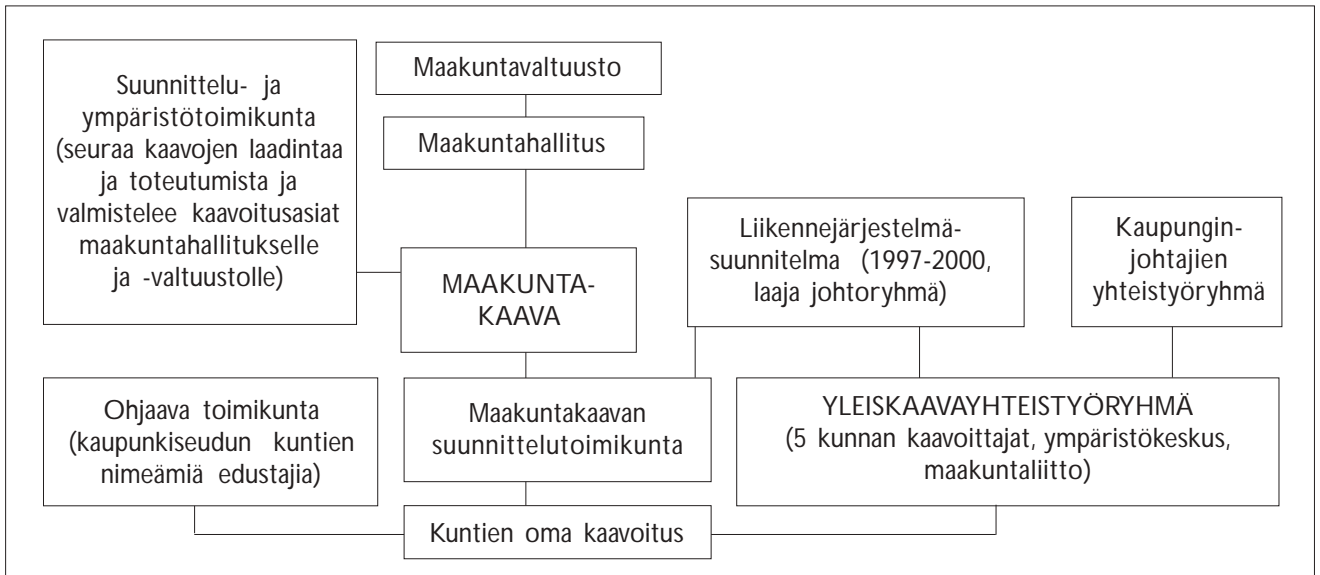 Suunnittelu- ja
ympäristötoimikunta
(seuraa kaavojen laadintaa
ja toteutumista ja
valmistelee kaavoitusasiat
maakuntahallitukselle
ja -valtuustolle)
Maakuntavaltuusto
Maakuntahallitus
MAAKUNTA-
KAAVA
Liikennejärjestelmä-
suunnitelma (1997-2000,
laaja johtoryhmä)
Kaupungin-
johtajien
yhteistyöryhmä
Ohjaava toimikunta
(kaupunkiseudun kuntien
nimeämiä edustajia)
Maakuntakaavan
suunnittelutoimikunta
YLEISKAAVAYHTEISTYÖRYHMÄ
(5 kunnan kaavoittajat, ympäristökeskus,
maakuntaliitto)
Kuntien oma kaavoitus